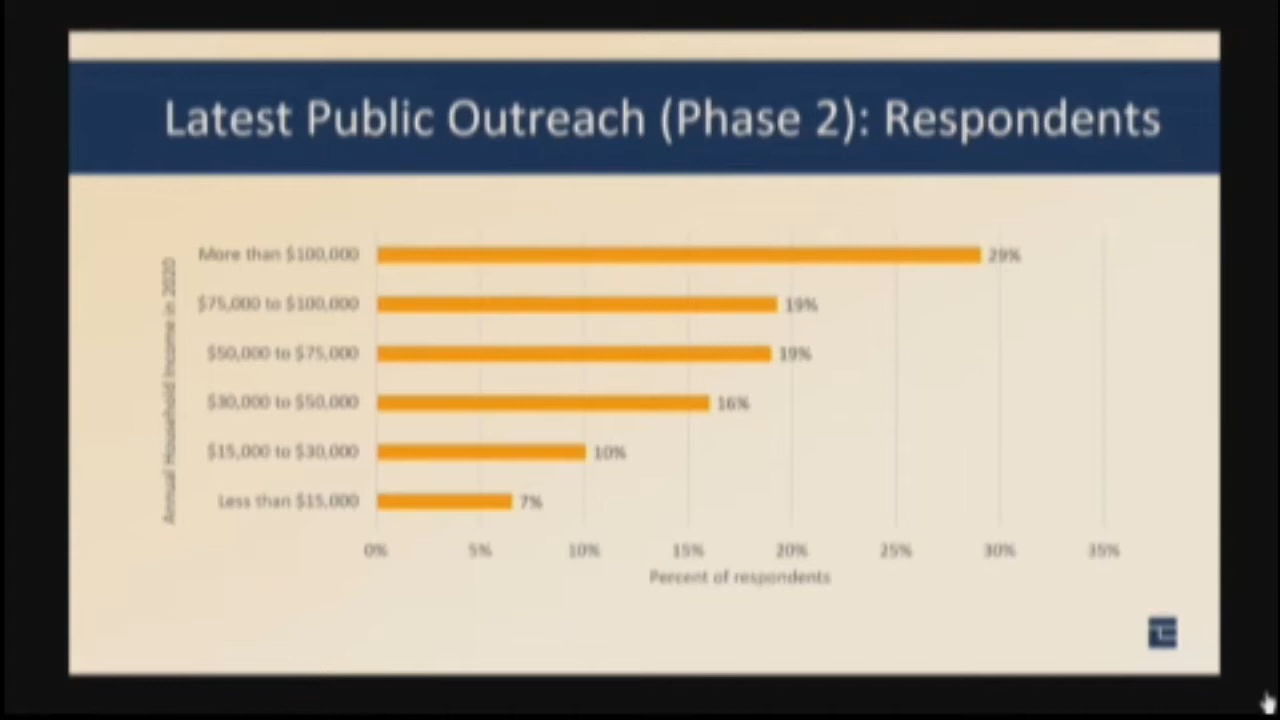 Latest Public Outreach (Phase 2): Respondents
Annual Household Income in 2020
More than $100,000 29%
$75,000 to $100,000 19%
$50,000 to $75,000 19%
$30,000 to $50,000 16%
$15,000 to $30,000 10%
Less than $15,000 7%
0% 5% 10% 15% 20% 25% 30% 35%
Percent of respondents